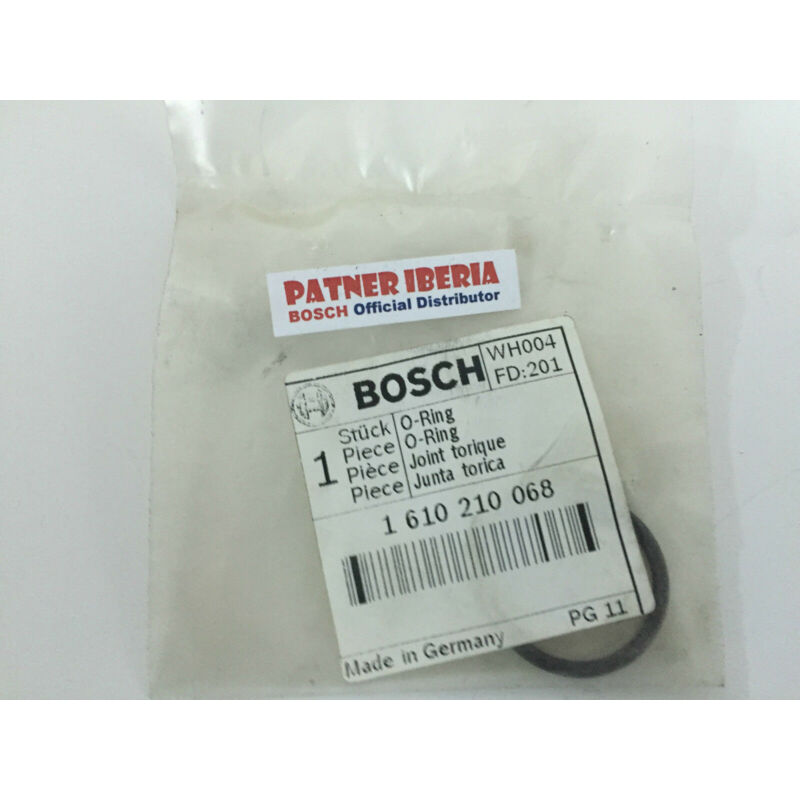 PATNER IBERIA
BOSCH Official Distributor
BOSCH
WH004
FD:201
1
Stück
Piece
Pièce
Piece
O-Ring
O-Ring
Joint torique
Junta torica
1 610 210 068
PG 11
Made in Germany